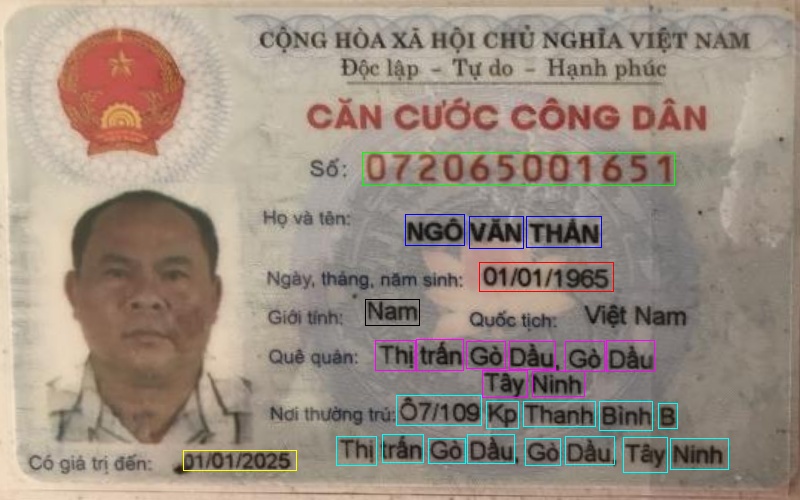 CỘNG HÒA XÃ HỘI CHỦ NGHĨA VIỆT NAM
Độc lập - Tự do - Hạnh phúc
CĂN CƯỚC CÔNG DÂN
Số: 072065001651
Họ và tên: NGÔ VĂN THÁN
Ngày, tháng, năm sinh: 01/01/1965
Giới tính: Nam Quốc tịch: Việt Nam
Quê quán: Thị trấn Gò Dầu, Gò Dầu
Tây Ninh
Nơi thường trú: Ô7/109 Kp Thanh Bình B
Thị trấn Gò Dầu, Gò Dầu, Tây Ninh
Có giá trị đến: 01/01/2025